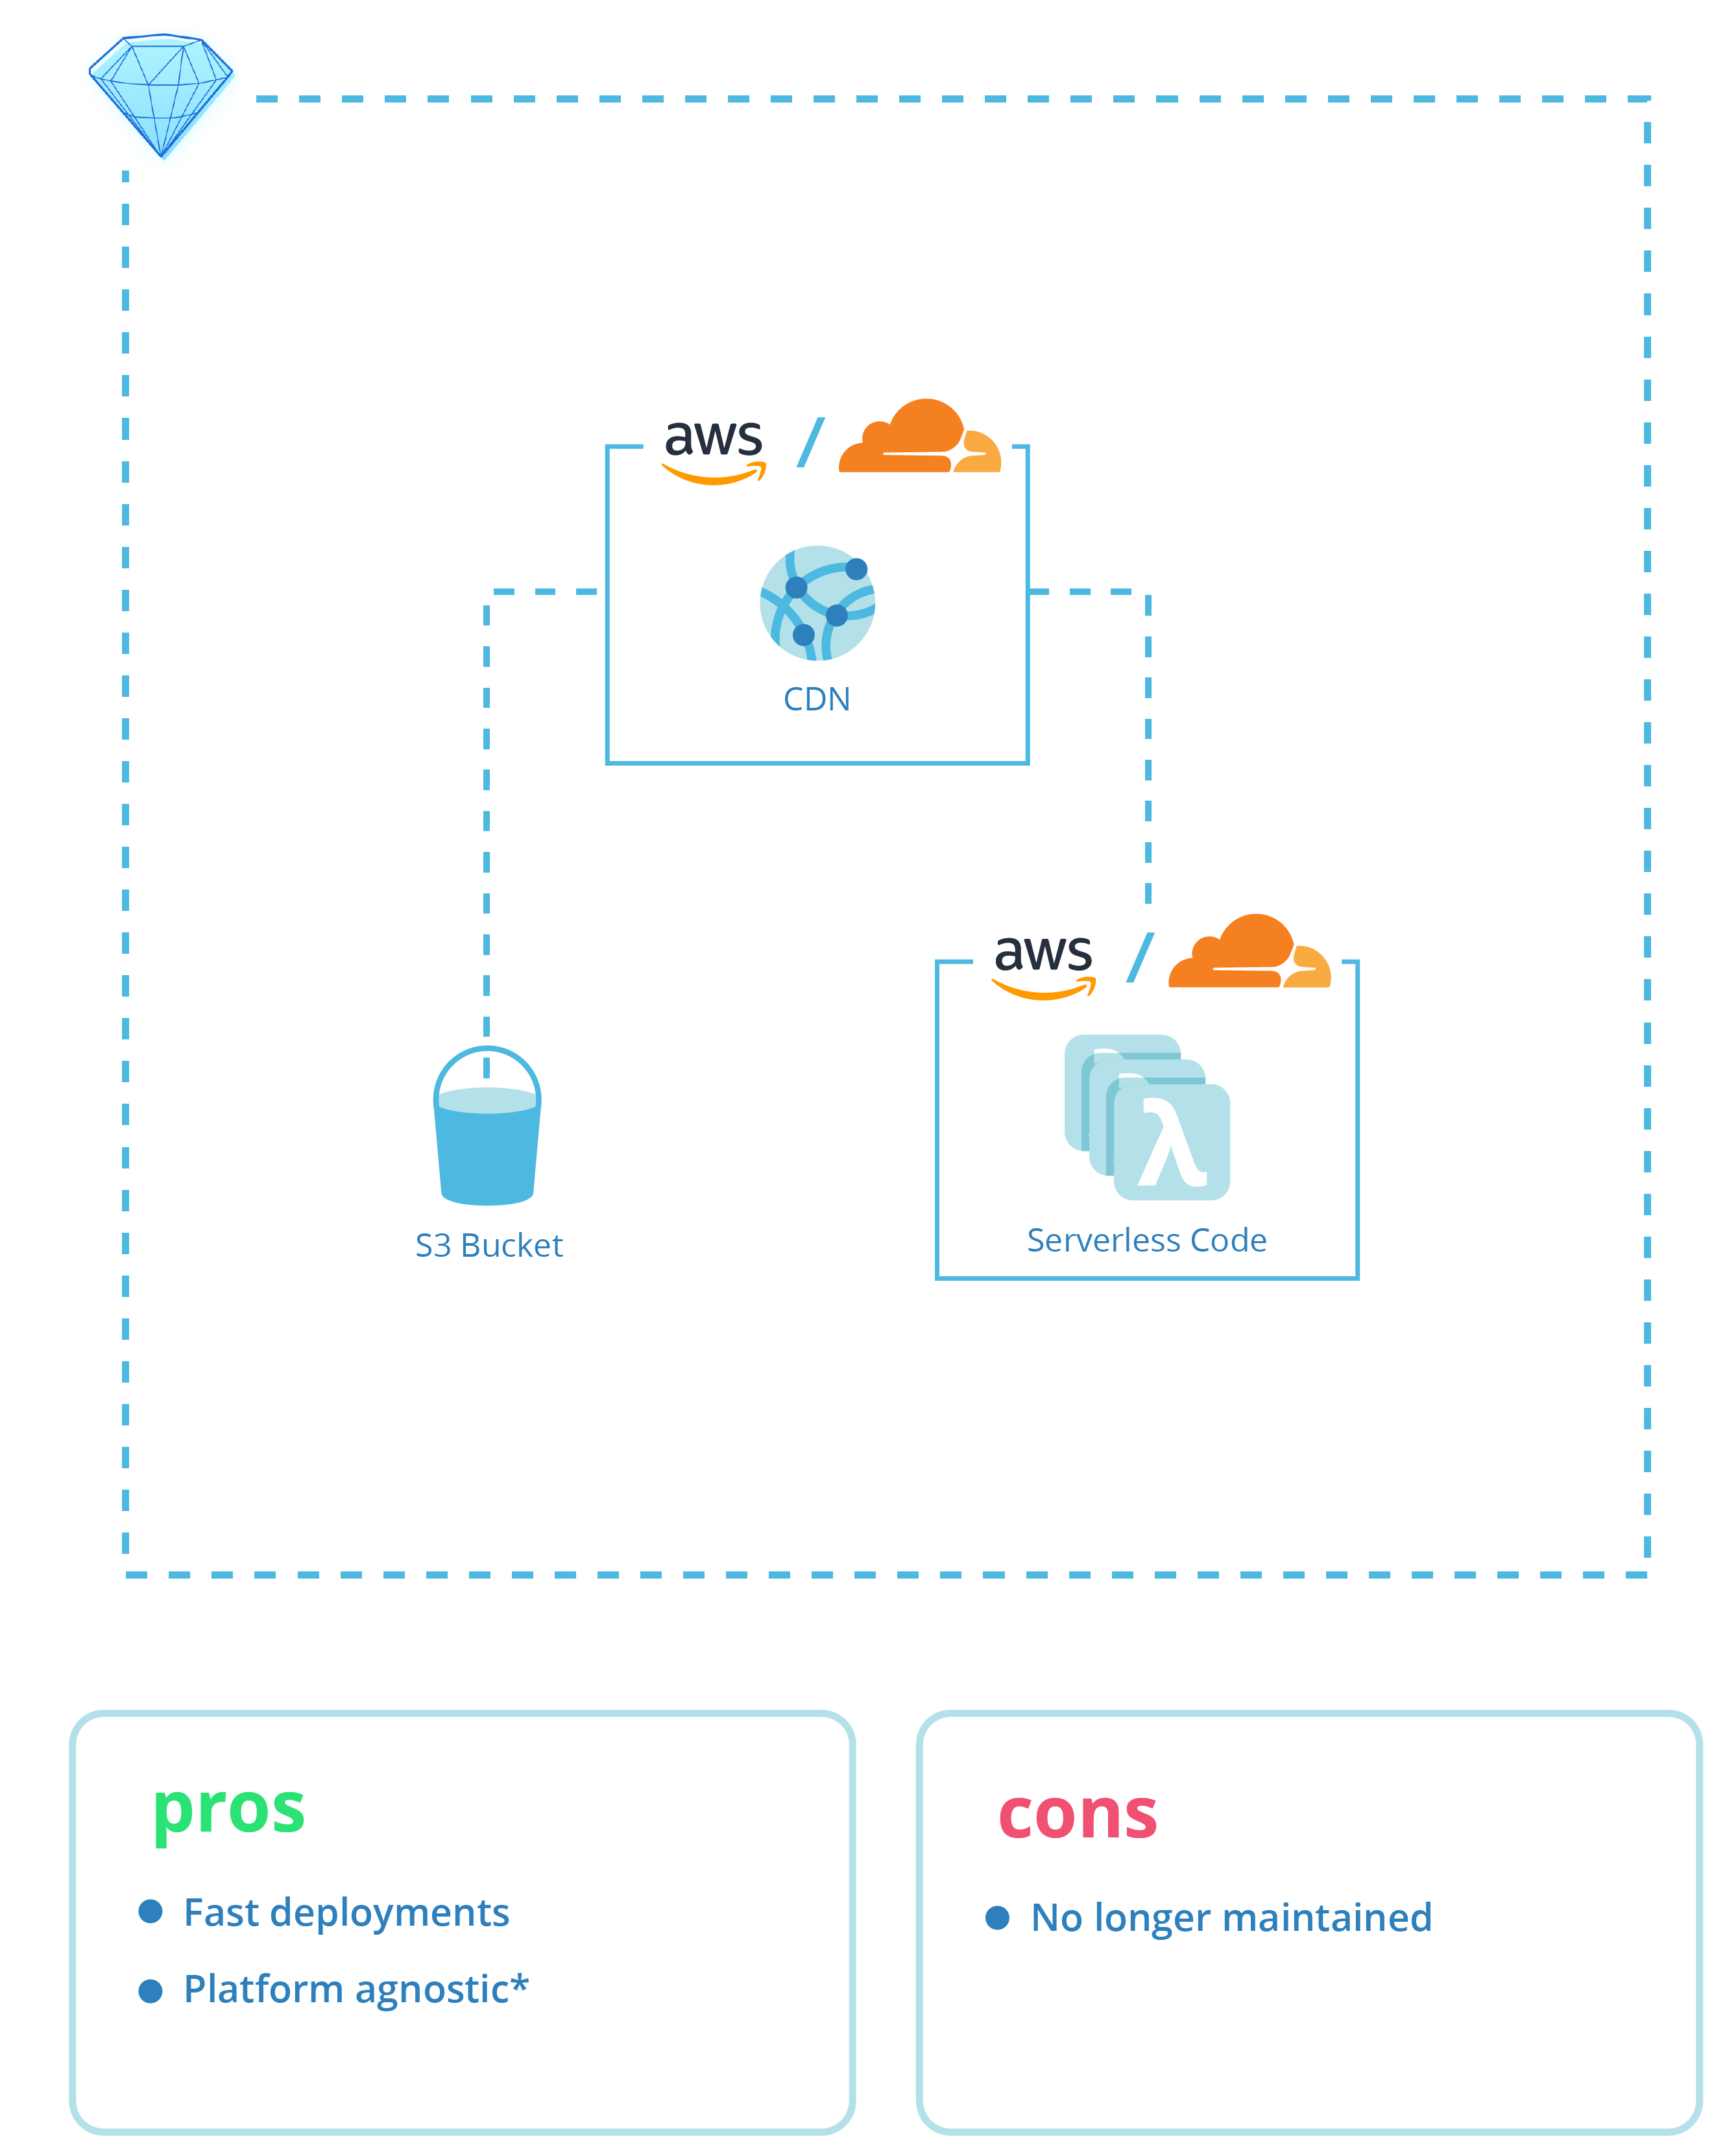 aws /
CDN
aws /
λ
S3 Bucket
Serverless Code
pros
Fast deployments
Platform agnostic*
cons
No longer maintained